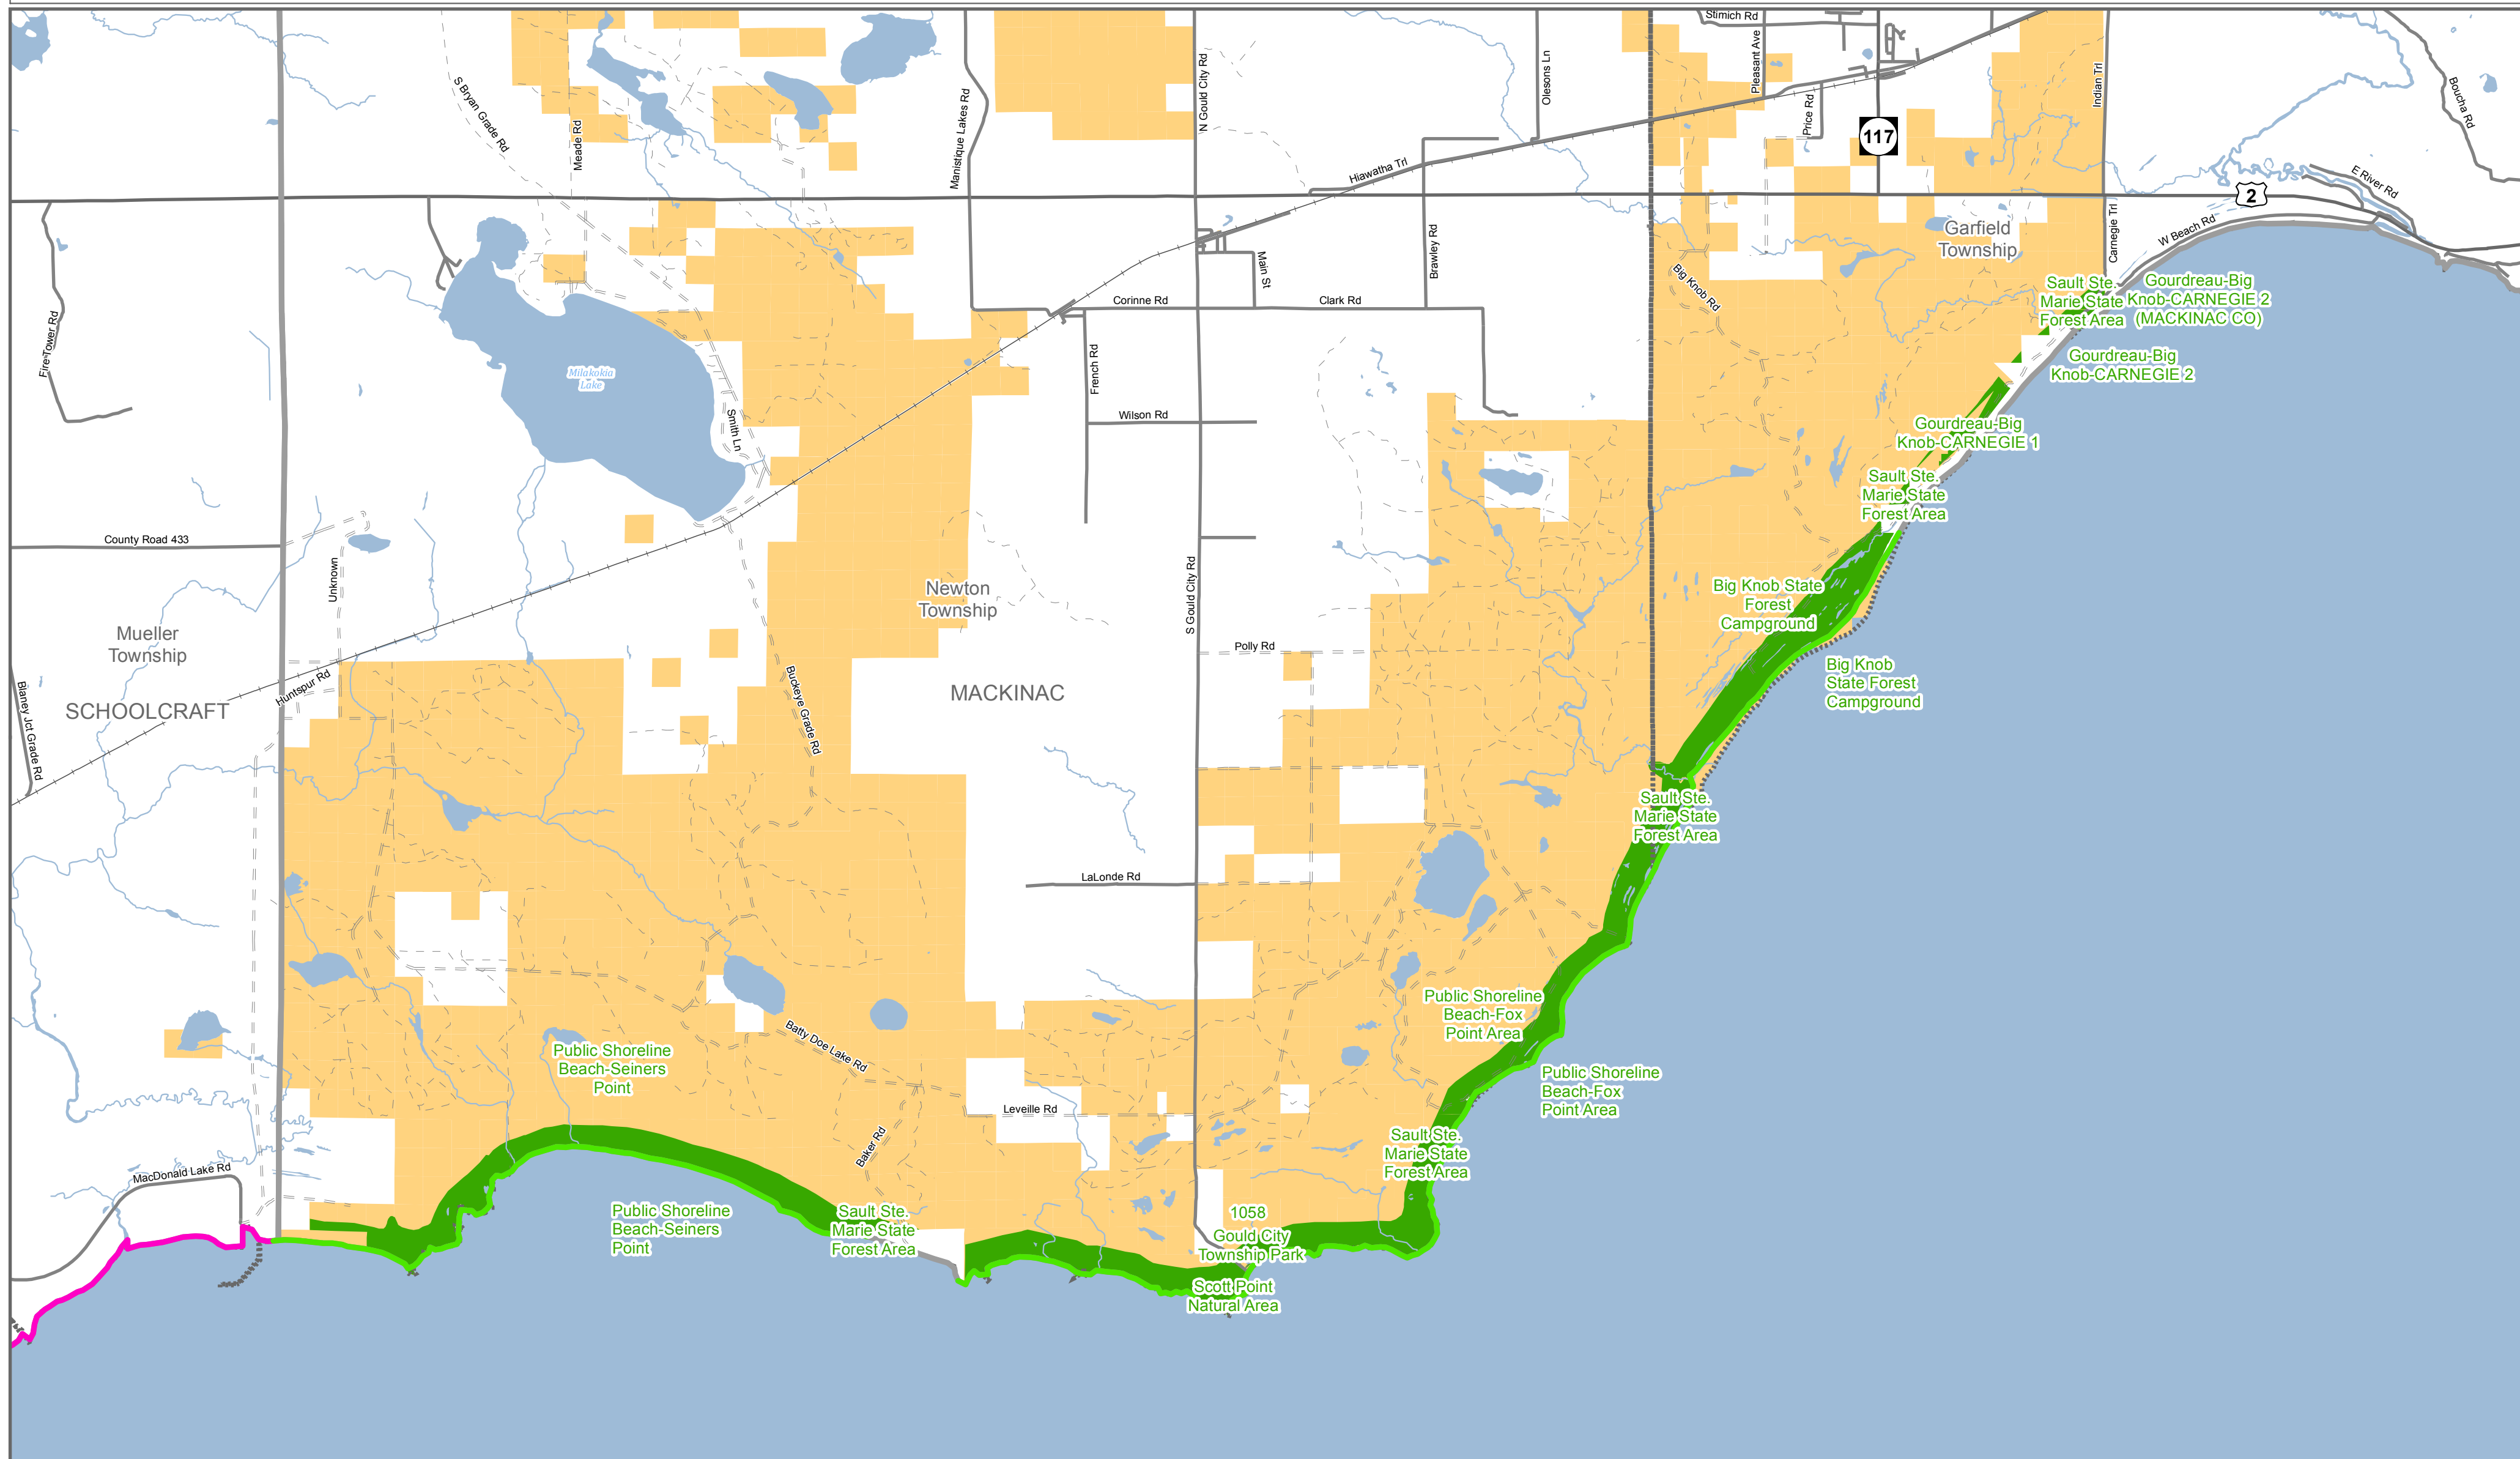 Stimich Rd
Pleasant Ave
Olesons Ln
N Gould City Rd
Indian Trl
Boucha Rd
S Bryan Grade Rd
Meade Rd
Manistique Lakes Rd
Price Rd
117
Hiawatha Trl
E River Rd
2
W Beach Rd
Carnegie Trl
Garfield
Township
Brawley Rd
Main St
Big Knob Rd
Sault Ste.
Marie State
Forest Area
Gourdreau-Big
Knob-CARNEGIE 2
(MACKINAC CO)
Corinne Rd
Clark Rd
Fire Tower Rd
Milakokia
Lake
French Rd
Gourdreau-Big
Knob-CARNEGIE 2
Smith Ln
Wilson Rd
Gourdreau-Big
Knob-CARNEGIE 1
Sault Ste.
Marie State
Forest Area
County Road 433
Unknown
Newton
Township
S Gould City Rd
Big Knob State
Forest
Campground
Mueller
Township
Polly Rd
Big Knob
State Forest
Campground
Huntspur Rd
Buckeye Grade Rd
MACKINAC
SCHOOLCRAFT
Blaney Jct Grade Rd
Sault Ste.
Marie State
Forest Area
LaLonde Rd
Public Shoreline
Beach-Fox
Point Area
Batty Doe Lake Rd
Public Shoreline
Beach-Seiners
Point
Public Shoreline
Beach-Fox
Point Area
Leveille Rd
Baker Rd
Sault Ste.
Marie State
Forest Area
MacDonald Lake Rd
Public Shoreline
Beach-Seiners
Point
Sault Ste.
Marie State
Forest Area
1058
Gould City
Township Park
Scott Point
Natural Area